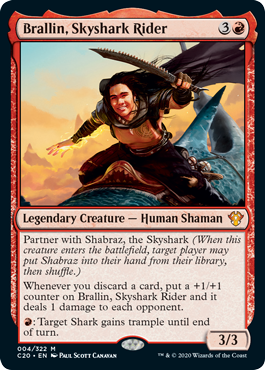 Brallin, Skyshark Rider 3
Legendary Creature — Human Shaman
Partner with Shabraz, the Skyshark (When this
creature enters the battlefield, target player may
put Shabraz into their hand from their library,
then shuffle.)
Whenever you discard a card, put a +1/+1
counter on Brallin, Skyshark Rider and it
deals 1 damage to each opponent.
: Target Shark gains trample until end
of turn.
3/3
004/322 M
C20 • EN Paul Scott Canavan ™ & © 2020 Wizards of the Coast